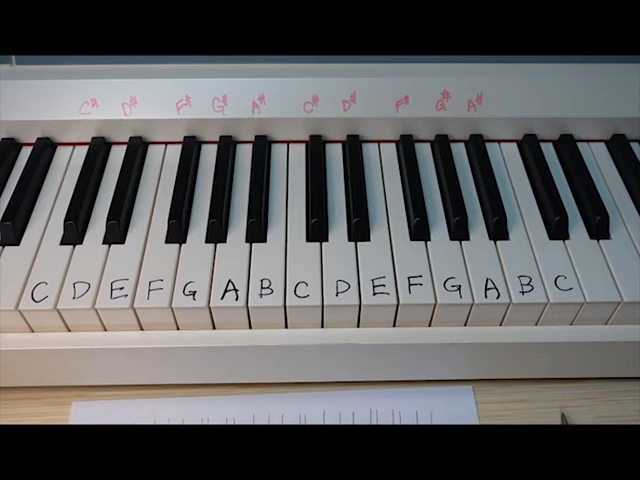 C# D# F# G# A# C# D# F# G# A#
C D E F G A B C D E F G A B C